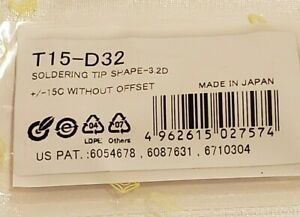 T15-D32
SOLDERING TIP SHAPE-3.2D
+/-15C WITHOUT OFFSET
MADE IN JAPAN
04 07
LDPE Others
4 962615 027574
US PAT.:6054678 , 6087631 , 6710304